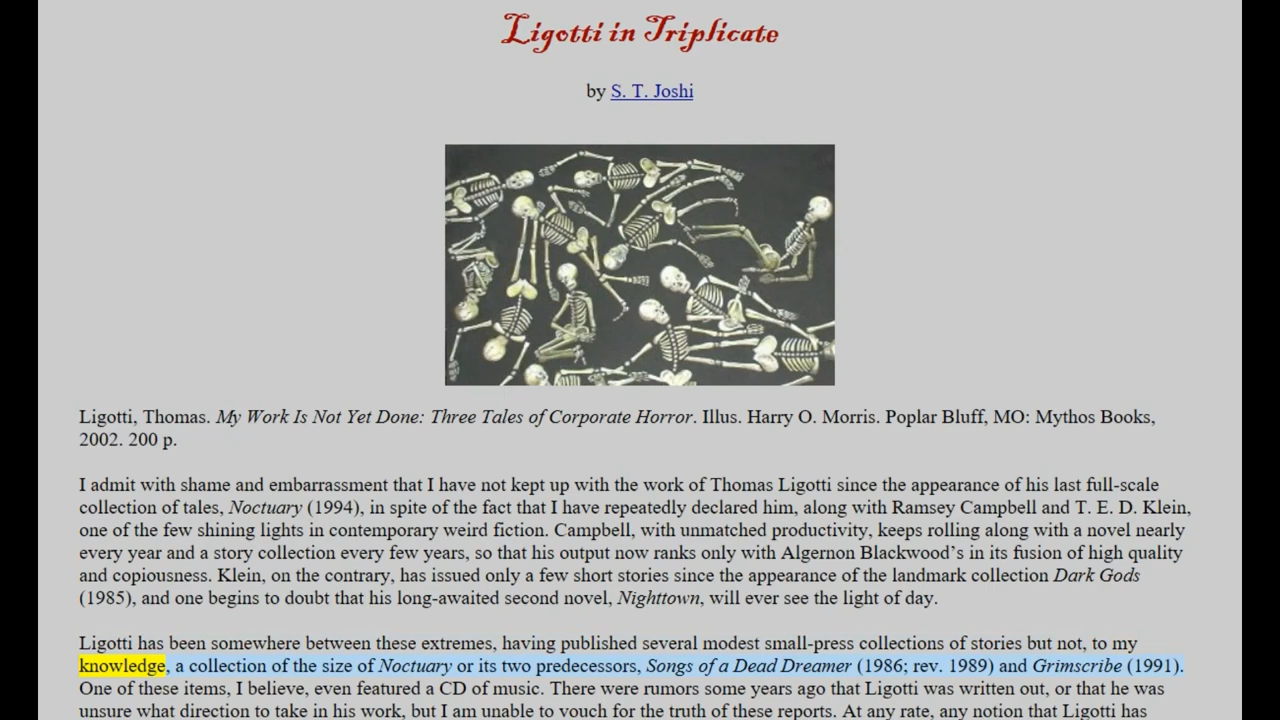 Ligotti in Triplicate
by S. T. Joshi
Ligotti, Thomas. My Work Is Not Yet Done: Three Tales of Corporate Horror. Illus. Harry O. Morris. Poplar Bluff, MO: Mythos Books,
2002. 200 p.
I admit with shame and embarrassment that I have not kept up with the work of Thomas Ligotti since the appearance of his last full-scale
collection of tales, Noctuary (1994), in spite of the fact that I have repeatedly declared him, along with Ramsey Campbell and T. E. D. Klein,
one of the few shining lights in contemporary weird fiction. Campbell, with unmatched productivity, keeps rolling along with a novel nearly
every year and a story collection every few years, so that his output now ranks only with Algernon Blackwood’s in its fusion of high quality
and copiousness. Klein, on the contrary, has issued only a few short stories since the appearance of the landmark collection Dark Gods
(1985), and one begins to doubt that his long-awaited second novel, Nighttown, will ever see the light of day.
Ligotti has been somewhere between these extremes, having published several modest small-press collections of stories but not, to my
knowledge, a collection of the size of Noctuary or its two predecessors, Songs of a Dead Dreamer (1986; rev. 1989) and Grimscribe (1991).
One of these items, I believe, even featured a CD of music. There were rumors some years ago that Ligotti was written out, or that he was
unsure what direction to take in his work, but I am unable to vouch for the truth of these reports. At any rate, any notion that Ligotti has